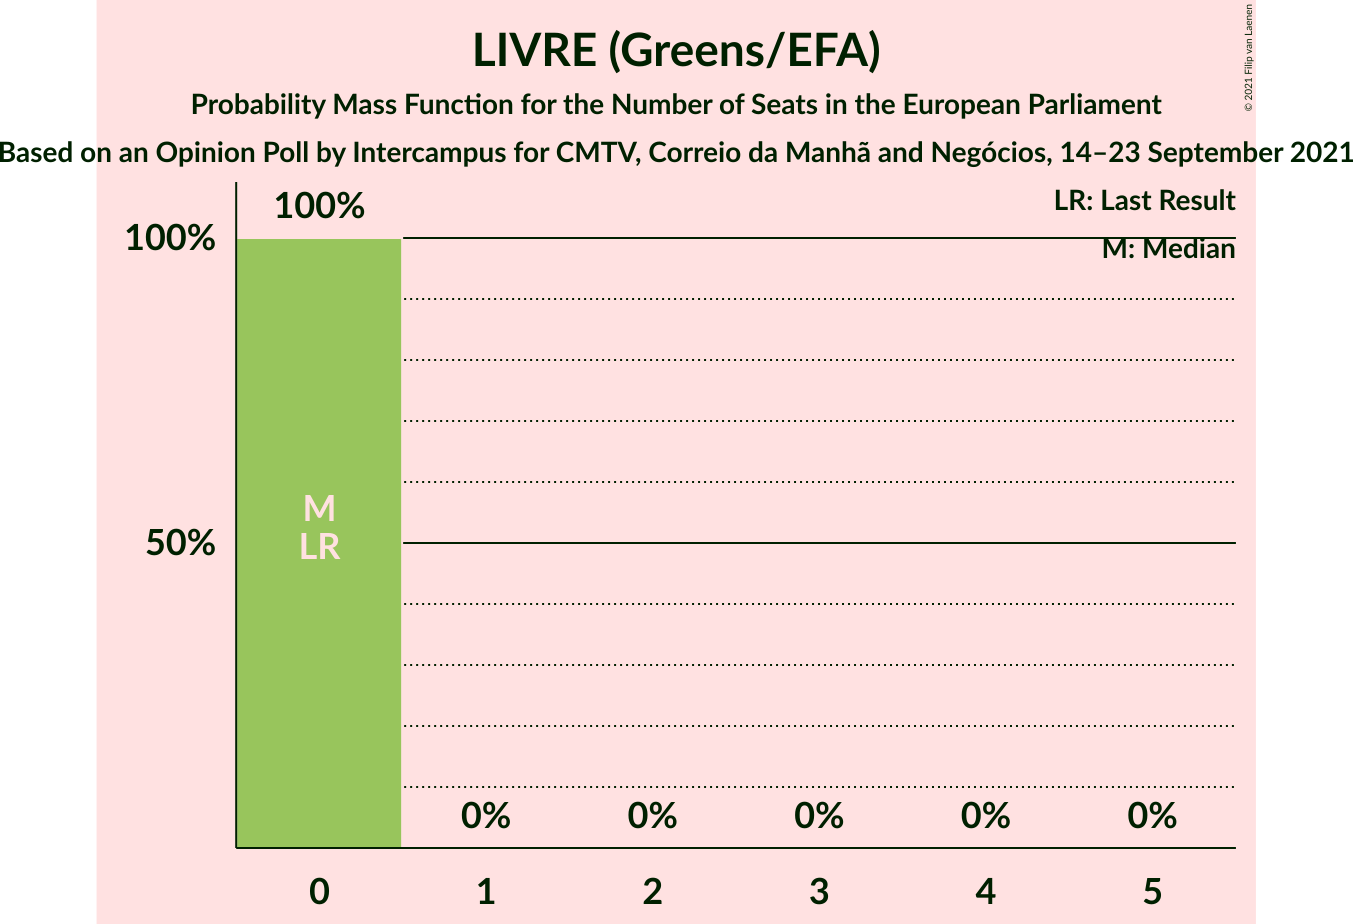 LIVRE (Greens/EFA)
Probability Mass Function for the Number of Seats in the European Parliament
Based on an Opinion Poll by Intercampus for CMTV, Correio da Manhã and Negócios, 14–23 September 2021
© 2021 Filip van Laenen
LR: Last Result
M: Median
100%
100%
50%
M
LR
0% 0% 0% 0% 0%
0 1 2 3 4 5